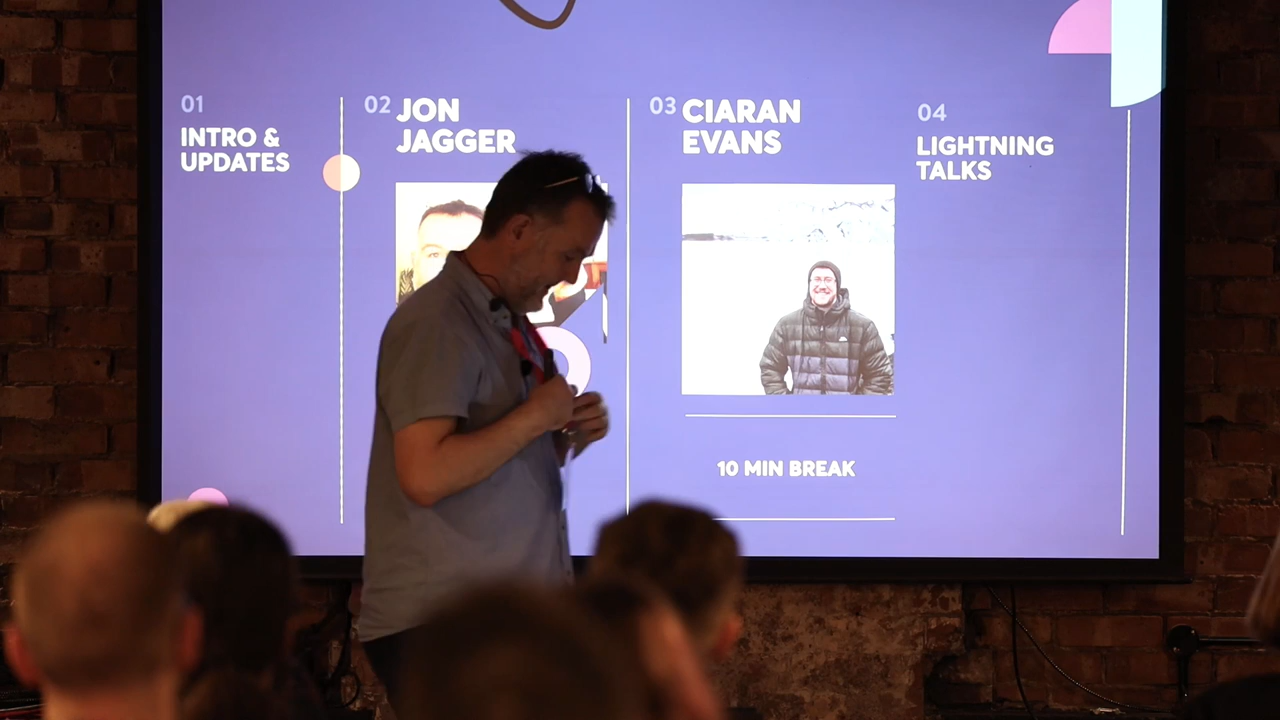 01
INTRO &
UPDATES
02
JON
JAGGER
03
CIARAN
EVANS
10 MIN BREAK
04
LIGHTNING
TALKS